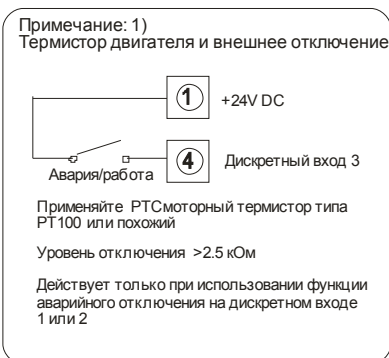 Примечание: 1)
Термистор двигателя и внешнее отключение
1 +24V DC
4 Дискретный вход 3
Авария/работа
Применяйте PTC моторный термистор типа
PT100 или похожий
Уровень отключения >2.5 кОм
Действует только при использовании функции
аварийного отключения на дискретном входе
1 или 2